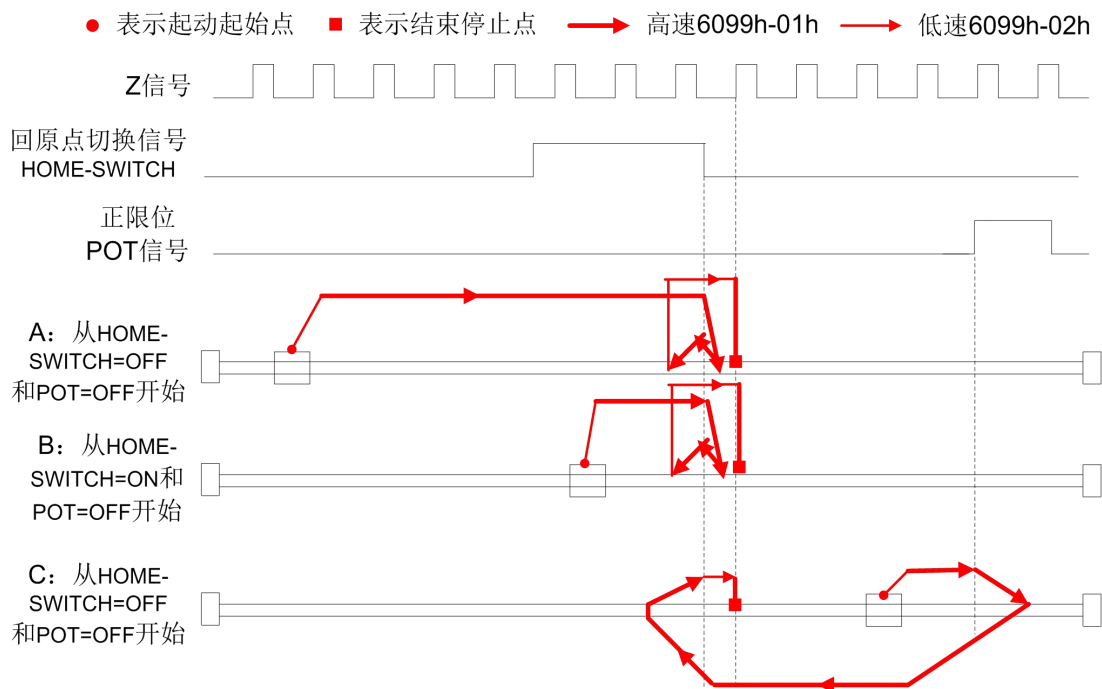 表示起动起始点 表示结束停止点 高速6099h-01h 低速6099h-02h
Z信号
回原点切换信号
HOME-SWITCH
正限位
POT信号
A：从HOME-
SWITCH=OFF
和POT=OFF开始
B：从HOME-
SWITCH=ON和
POT=OFF开始
C：从HOME-
SWITCH=OFF
和POT=OFF开始